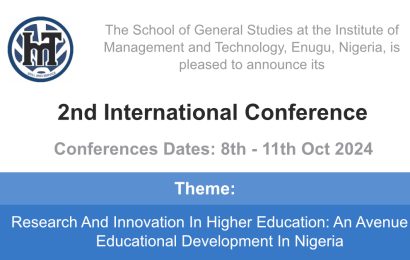 The School of General Studies at the Institute of
Management and Technology, Enugu, Nigeria, is
pleased to announce its
2nd International Conference
Conferences Dates: 8th - 11th Oct 2024
Theme:
Research And Innovation In Higher Education: An Avenue
Educational Development In Nigeria